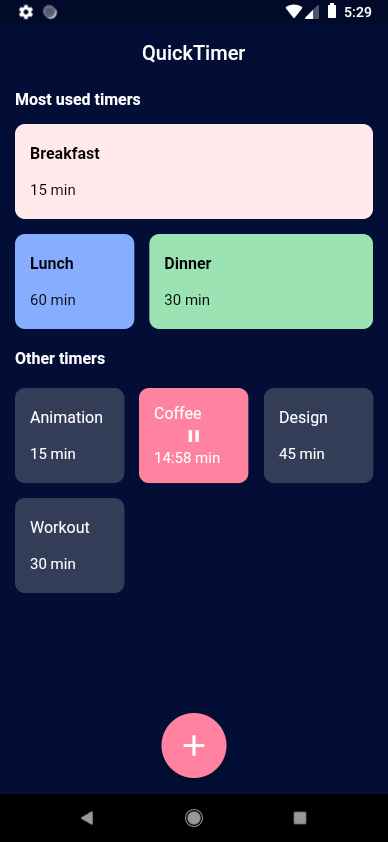 5:29
QuickTimer
Most used timers
Breakfast
15 min
Lunch
60 min
Dinner
30 min
Other timers
Animation
15 min
Coffee
14:58 min
Design
45 min
Workout
30 min